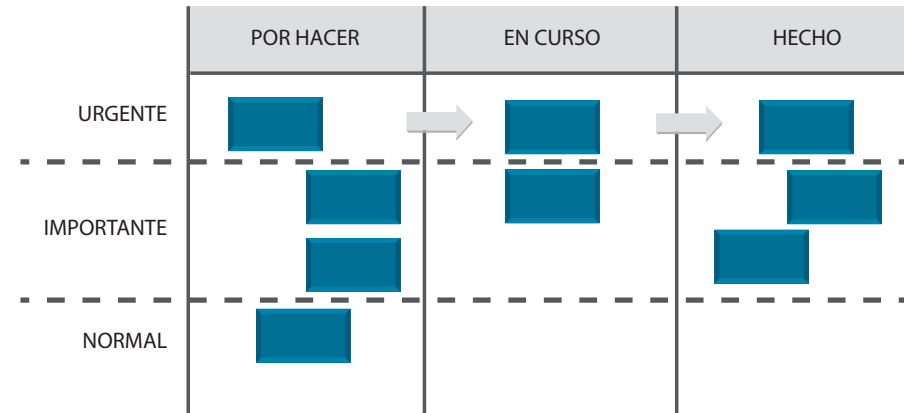 POR HACER
EN CURSO
HECHO
URGENTE
IMPORTANTE
NORMAL